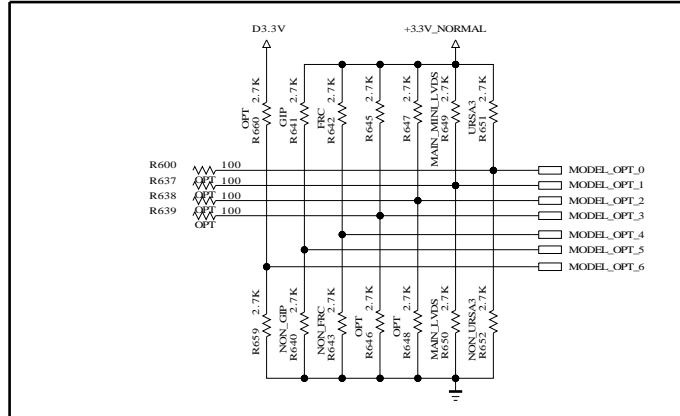 D3.3V
+3.3V_NORMAL
OPT
R660
2.7K
GIP
R641
2.7K
FRC
R642
2.7K
R645
2.7K
R647
2.7K
MAIN_MINI_LVDS
R649
2.7K
URSA3
R651
2.7K
R600
100
OPT
MODEL_OPT_0
R637
100
OPT
MODEL_OPT_1
R638
100
OPT
MODEL_OPT_2
R639
100
OPT
MODEL_OPT_3
MODEL_OPT_4
MODEL_OPT_5
MODEL_OPT_6
R659
2.7K
NON_GIP
R640
2.7K
NON_FRC
R643
2.7K
OPT
R646
2.7K
OPT
R648
2.7K
MAIN_LVDS
R650
2.7K
NON_URSA3
R652
2.7K